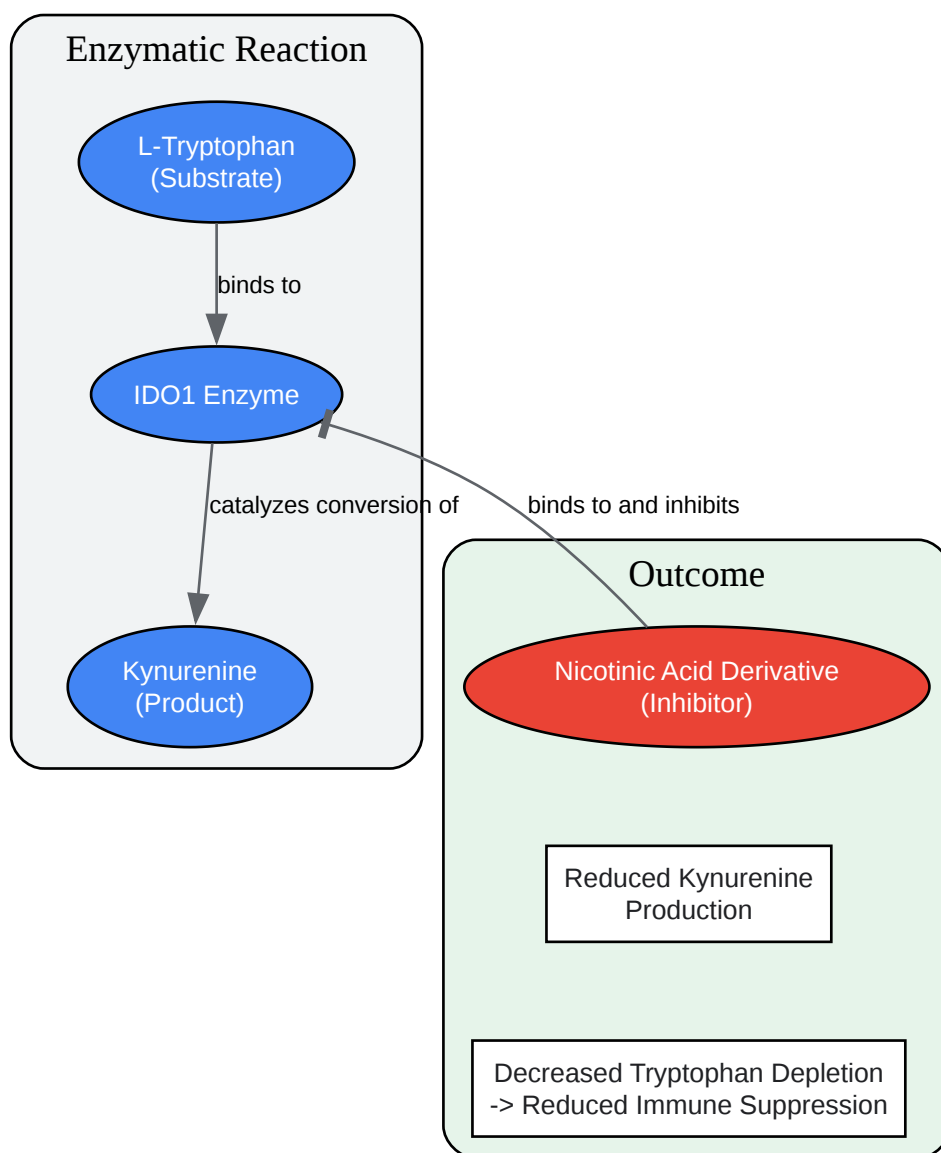 Enzymatic Reaction
L-Tryptophan
(Substrate)
binds to
IDO1 Enzyme
catalyzes conversion of
binds to and inhibits
Kynurenine
(Product)
Outcome
Nicotinic Acid Derivative
(Inhibitor)
Reduced Kynurenine
Production
Decreased Tryptophan Depletion
-> Reduced Immune Suppression